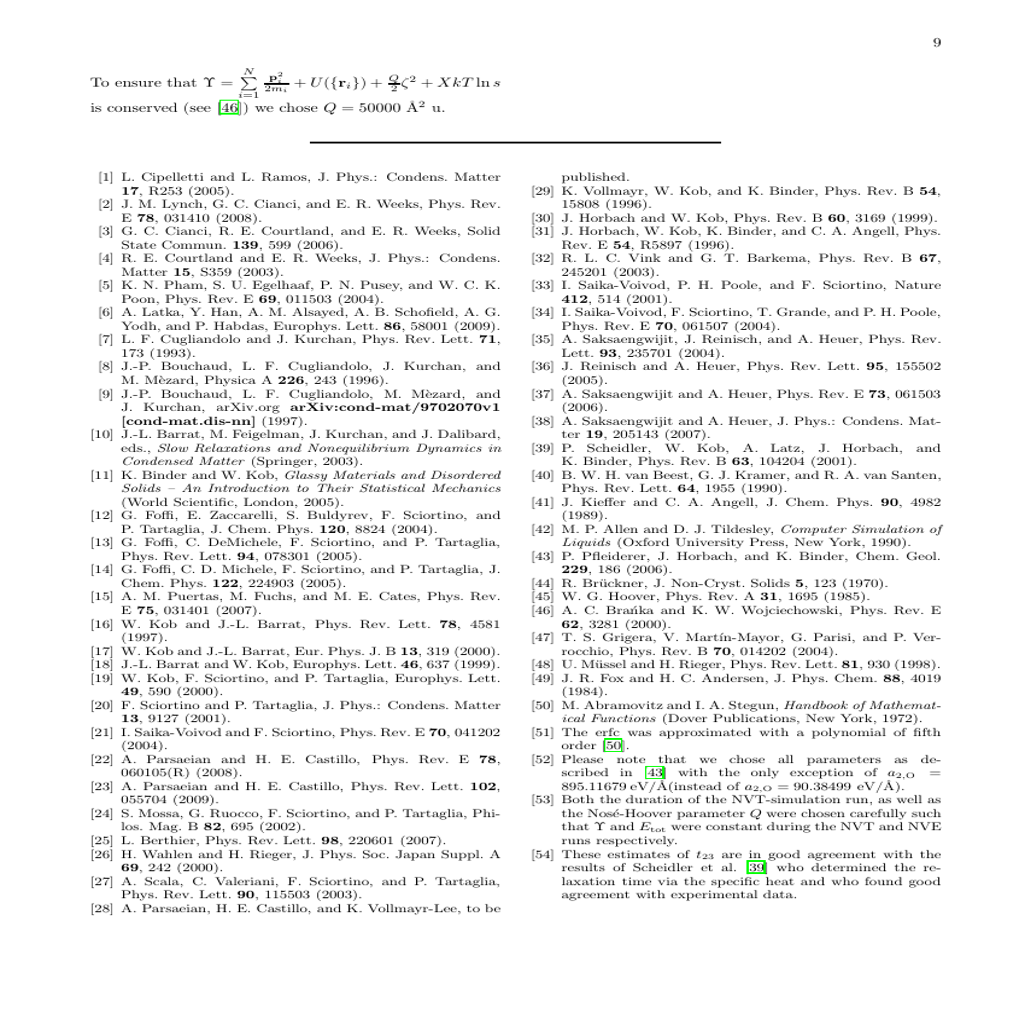 9
To ensure that ϒ = N∑i=1 p²i/2mi + U({ri}) + Q/2 ζ² + XkT ln s
is conserved (see [46]) we chose Q = 50000 Å² u.
[1] L. Cipelletti and L. Ramos, J. Phys.: Condens. Matter
17, R253 (2005).
[2] J. M. Lynch, G. C. Cianci, and E. R. Weeks, Phys. Rev.
E 78, 031410 (2008).
[3] G. C. Cianci, R. E. Courtland, and E. R. Weeks, Solid
State Commun. 139, 599 (2006).
[4] R. E. Courtland and E. R. Weeks, J. Phys.: Condens.
Matter 15, S359 (2003).
[5] K. N. Pham, S. U. Egelhaaf, P. N. Pusey, and W. C. K.
Poon, Phys. Rev. E 69, 011503 (2004).
[6] A. Latka, Y. Han, A. M. Alsayed, A. B. Schofield, A. G.
Yodh, and P. Habdas, Europhys. Lett. 86, 58001 (2009).
[7] L. F. Cugliandolo and J. Kurchan, Phys. Rev. Lett. 71,
173 (1993).
[8] J.-P. Bouchaud, L. F. Cugliandolo, J. Kurchan, and
M. Mèzard, Physica A 226, 243 (1996).
[9] J.-P. Bouchaud, L. F. Cugliandolo, M. Mèzard, and
J. Kurchan, arXiv.org arXiv:cond-mat/9702070v1
[cond-mat.dis-nn] (1997).
[10] J.-L. Barrat, M. Feigelman, J. Kurchan, and J. Dalibard,
eds., Slow Relaxations and Nonequilibrium Dynamics in
Condensed Matter (Springer, 2003).
[11] K. Binder and W. Kob, Glassy Materials and Disordered
Solids – An Introduction to Their Statistical Mechanics
(World Scientific, London, 2005).
[12] G. Foffi, E. Zaccarelli, S. Buldyrev, F. Sciortino, and
P. Tartaglia, J. Chem. Phys. 120, 8824 (2004).
[13] G. Foffi, C. DeMichele, F. Sciortino, and P. Tartaglia,
Phys. Rev. Lett. 94, 078301 (2005).
[14] G. Foffi, C. D. Michele, F. Sciortino, and P. Tartaglia, J.
Chem. Phys. 122, 224903 (2005).
[15] A. M. Puertas, M. Fuchs, and M. E. Cates, Phys. Rev.
E 75, 031401 (2007).
[16] W. Kob and J.-L. Barrat, Phys. Rev. Lett. 78, 4581
(1997).
[17] W. Kob and J.-L. Barrat, Eur. Phys. J. B 13, 319 (2000).
[18] J.-L. Barrat and W. Kob, Europhys. Lett. 46, 637 (1999).
[19] W. Kob, F. Sciortino, and P. Tartaglia, Europhys. Lett.
49, 590 (2000).
[20] F. Sciortino and P. Tartaglia, J. Phys.: Condens. Matter
13, 9127 (2001).
[21] I. Saika-Voivod and F. Sciortino, Phys. Rev. E 70, 041202
(2004).
[22] A. Parsaeian and H. E. Castillo, Phys. Rev. E 78,
060105(R) (2008).
[23] A. Parsaeian and H. E. Castillo, Phys. Rev. Lett. 102,
055704 (2009).
[24] S. Mossa, G. Ruocco, F. Sciortino, and P. Tartaglia, Phi-
los. Mag. B 82, 695 (2002).
[25] L. Berthier, Phys. Rev. Lett. 98, 220601 (2007).
[26] H. Wahlen and H. Rieger, J. Phys. Soc. Japan Suppl. A
69, 242 (2000).
[27] A. Scala, C. Valeriani, F. Sciortino, and P. Tartaglia,
Phys. Rev. Lett. 90, 115503 (2003).
[28] A. Parsaeian, H. E. Castillo, and K. Vollmayr-Lee, to be
published.
[29] K. Vollmayr, W. Kob, and K. Binder, Phys. Rev. B 54,
15808 (1996).
[30] J. Horbach and W. Kob, Phys. Rev. B 60, 3169 (1999).
[31] J. Horbach, W. Kob, K. Binder, and C. A. Angell, Phys.
Rev. E 54, R5897 (1996).
[32] R. L. C. Vink and G. T. Barkema, Phys. Rev. B 67,
245201 (2003).
[33] I. Saika-Voivod, P. H. Poole, and F. Sciortino, Nature
412, 514 (2001).
[34] I. Saika-Voivod, F. Sciortino, T. Grande, and P. H. Poole,
Phys. Rev. E 70, 061507 (2004).
[35] A. Saksaengwijit, J. Reinisch, and A. Heuer, Phys. Rev.
Lett. 93, 235701 (2004).
[36] J. Reinisch and A. Heuer, Phys. Rev. Lett. 95, 155502
(2005).
[37] A. Saksaengwijit and A. Heuer, Phys. Rev. E 73, 061503
(2006).
[38] A. Saksaengwijit and A. Heuer, J. Phys.: Condens. Mat-
ter 19, 205143 (2007).
[39] P. Scheidler, W. Kob, A. Latz, J. Horbach, and
K. Binder, Phys. Rev. B 63, 104204 (2001).
[40] B. W. H. van Beest, G. J. Kramer, and R. A. van Santen,
Phys. Rev. Lett. 64, 1955 (1990).
[41] J. Kieffer and C. A. Angell, J. Chem. Phys. 90, 4982
(1989).
[42] M. P. Allen and D. J. Tildesley, Computer Simulation of
Liquids (Oxford University Press, New York, 1990).
[43] P. Pfleiderer, J. Horbach, and K. Binder, Chem. Geol.
229, 186 (2006).
[44] R. Brückner, J. Non-Cryst. Solids 5, 123 (1970).
[45] W. G. Hoover, Phys. Rev. A 31, 1695 (1985).
[46] A. C. Brańka and K. W. Wojciechowski, Phys. Rev. E
62, 3281 (2000).
[47] T. S. Grigera, V. Martín-Mayor, G. Parisi, and P. Ver-
rocchio, Phys. Rev. B 70, 014202 (2004).
[48] U. Müssel and H. Rieger, Phys. Rev. Lett. 81, 930 (1998).
[49] J. R. Fox and H. C. Andersen, J. Phys. Chem. 88, 4019
(1984).
[50] M. Abramovitz and I. A. Stegun, Handbook of Mathemat-
ical Functions (Dover Publications, New York, 1972).
[51] The erfc was approximated with a polynomial of fifth
order [50].
[52] Please note that we chose all parameters as de-
scribed in [43] with the only exception of a2,O =
895.11679 eV/Å(instead of a2,O = 90.38499 eV/Å).
[53] Both the duration of the NVT-simulation run, as well as
the Nosé-Hoover parameter Q were chosen carefully such
that ϒ and Etot were constant during the NVT and NVE
runs respectively.
[54] These estimates of t23 are in good agreement with the
results of Scheidler et al. [39] who determined the re-
laxation time via the specific heat and who found good
agreement with experimental data.